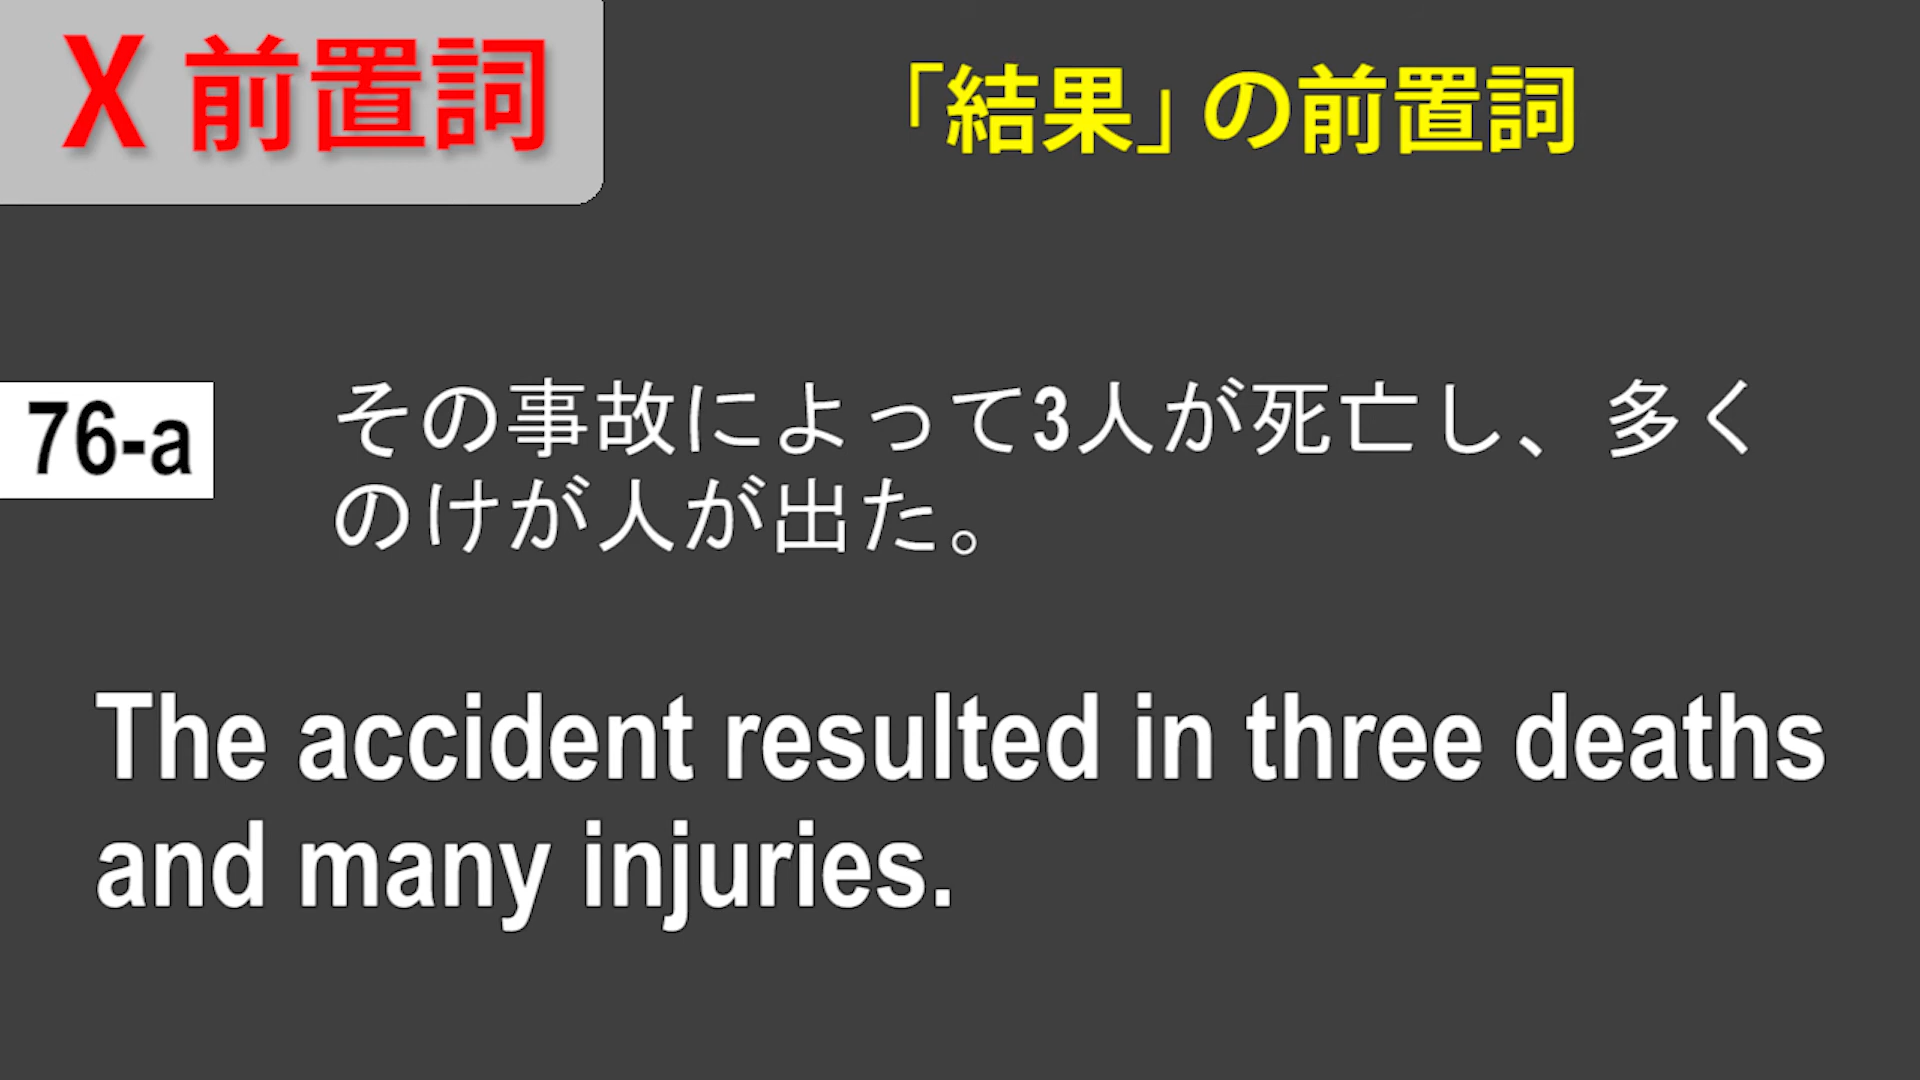 X 前置詞
「結果」の前置詞
76-a
その事故によって3人が死亡し、多く
のけが人が出た。
The accident resulted in three deaths
and many injuries.